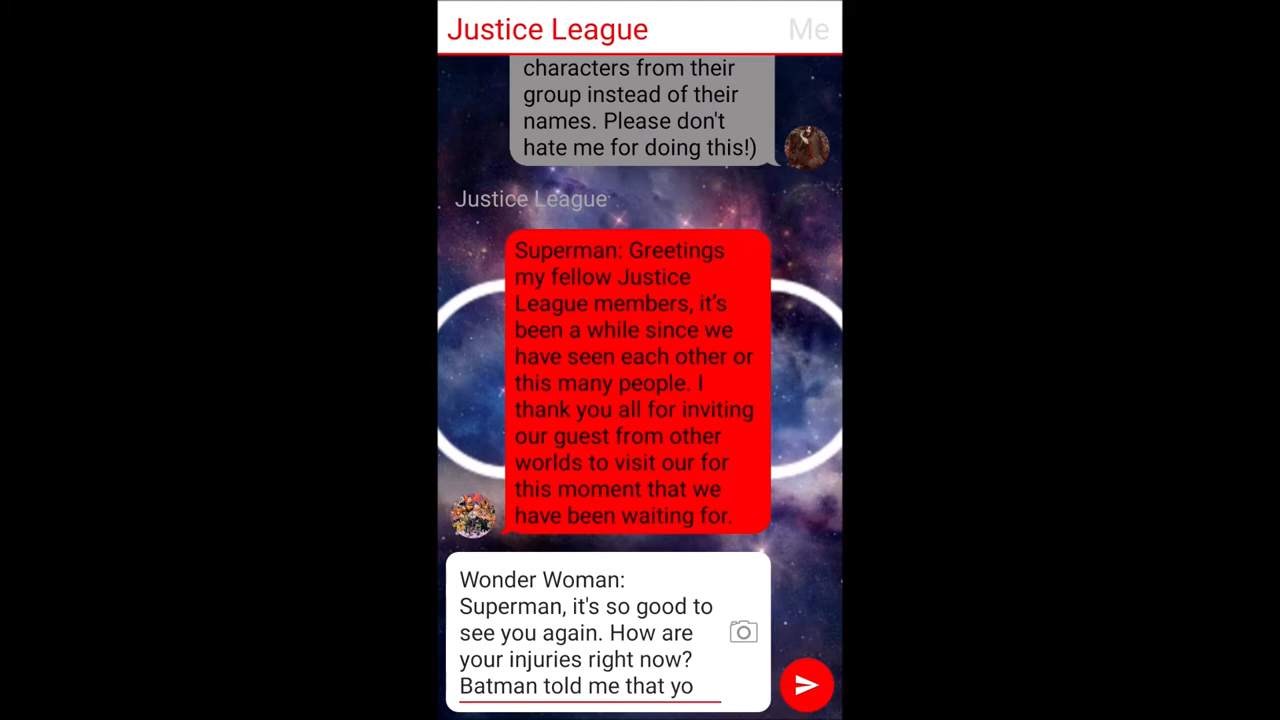 Justice League
Me
characters from their
group instead of their
names. Please don't
hate me for doing this!)
Justice League
Superman: Greetings
my fellow Justice
League members, it's
been a while since we
have seen each other or
this many people. I
thank you all for inviting
our guest from other
worlds to visit our for
this moment that we
have been waiting for.
Wonder Woman:
Superman, it's so good to
see you again. How are
your injuries right now?
Batman told me that yo